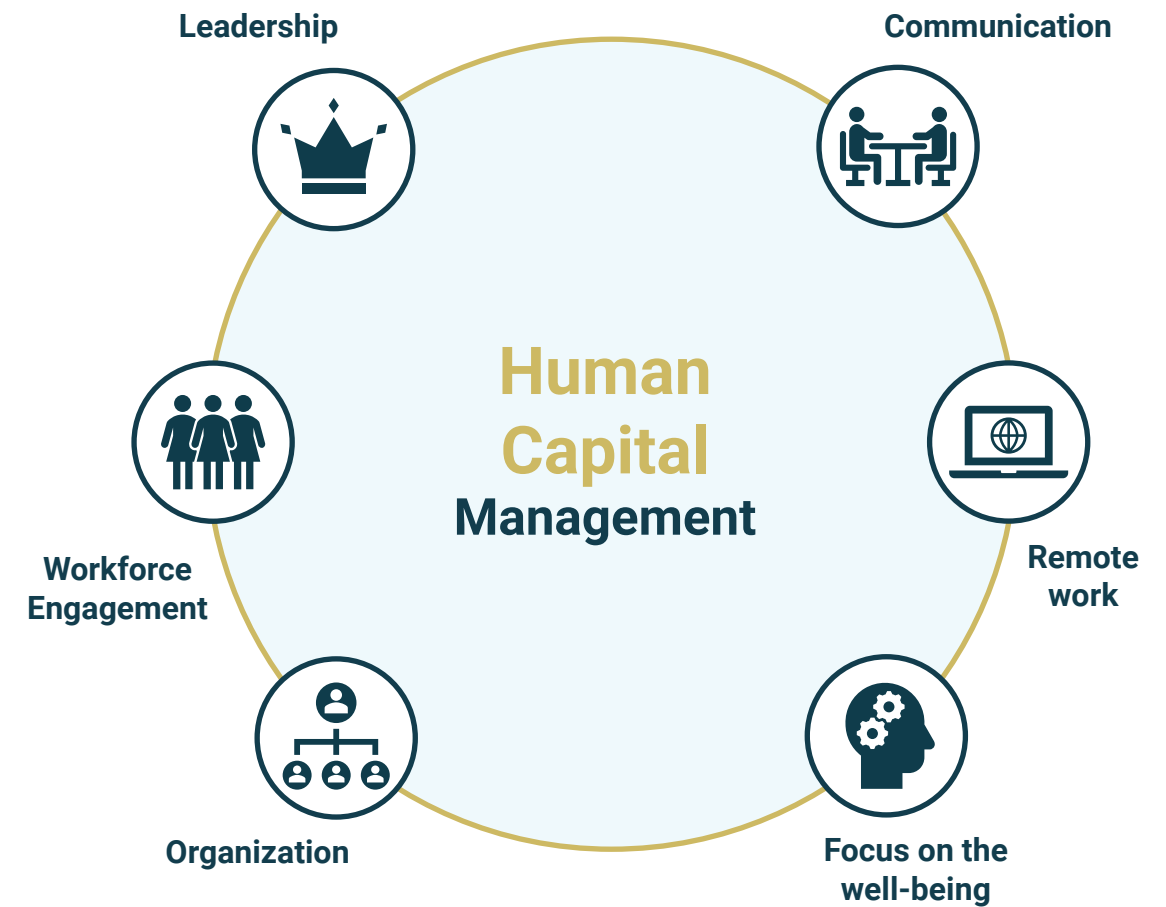 Leadership
Communication
Human
Capital
Management
Workforce
Engagement
Remote
work
Organization
Focus on the
well-being